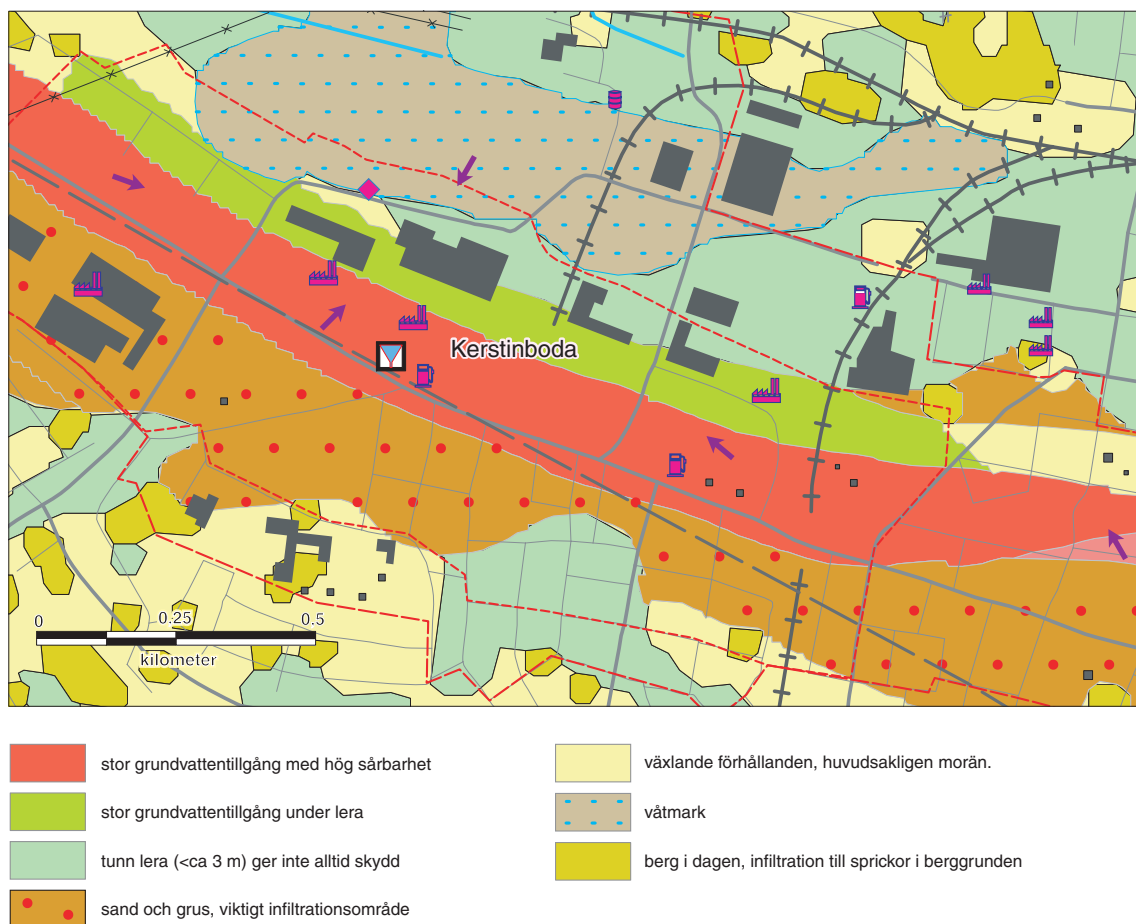 Kerstinboda
0 0.25 0.5
kilometer
stor grundvattentillgång med hög sårbarhet
stor grundvattentillgång under lera
tunn lera (<ca 3 m) ger inte alltid skydd
sand och grus, viktigt infiltrationsområde
växlande förhållanden, huvudsakligen morän.
våtmark
berg i dagen, infiltration till sprickor i berggrunden